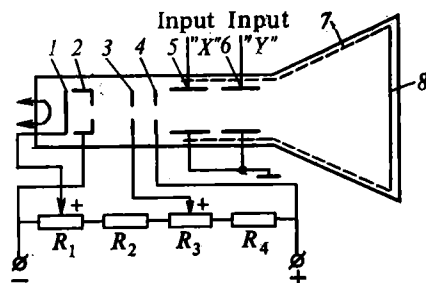 Input Input
1 2 3 4 5 "X" 6 "Y" 7
8
+ +
R1 R2 R3 R4
− +